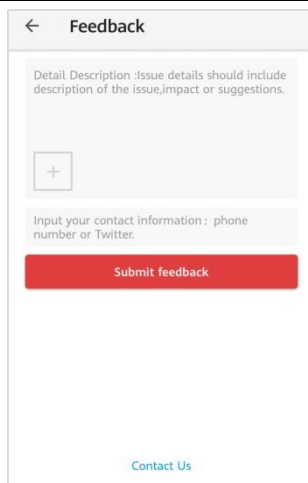 Feedback
Detail Description :Issue details should include
description of the issue,impact or suggestions.
Input your contact information： phone
number or Twitter.
Submit feedback
Contact Us